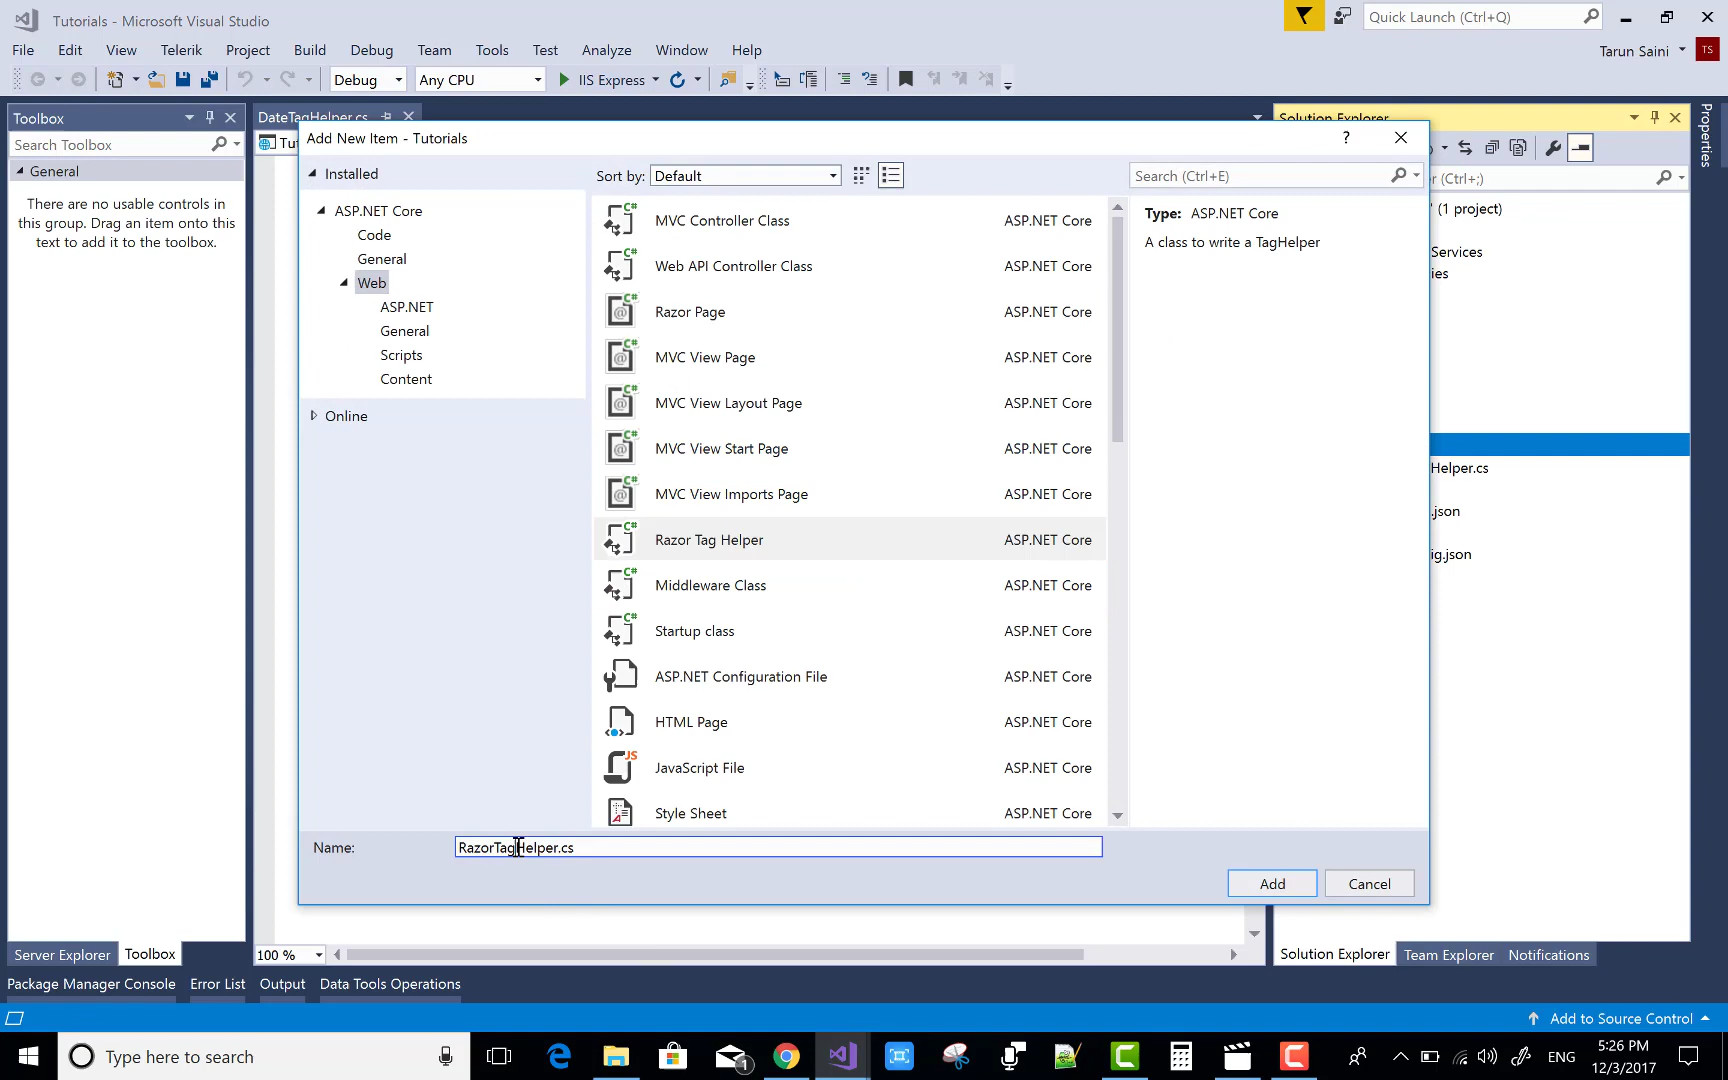 Tutorials - Microsoft Visual Studio
Quick Launch (Ctrl+Q)
File Edit View Telerik Project Build Debug Team Tools Test Analyze Window Help
Tarun Saini TS
Debug Any CPU IIS Express
Toolbox
DateTagHelper.cs
Solution Explorer
Properties
Search Toolbox
Tut
Add New Item - Tutorials
?
General
There are no usable controls in
this group. Drag an item onto this
text to add it to the toolbox.
Installed
Sort by: Default
Search (Ctrl+E)
r (Ctrl+;)
ASP.NET Core
Code
General
Web
ASP.NET
General
Scripts
Content
Online
MVC Controller Class ASP.NET Core
Web API Controller Class ASP.NET Core
Razor Page ASP.NET Core
MVC View Page ASP.NET Core
MVC View Layout Page ASP.NET Core
MVC View Start Page ASP.NET Core
MVC View Imports Page ASP.NET Core
Razor Tag Helper ASP.NET Core
Middleware Class ASP.NET Core
Startup class ASP.NET Core
ASP.NET Configuration File ASP.NET Core
HTML Page ASP.NET Core
JavaScript File ASP.NET Core
Style Sheet ASP.NET Core
Type: ASP.NET Core
A class to write a TagHelper
' (1 project)
Services
ies
Helper.cs
.json
ig.json
Name: RazorTagHelper.cs
Add Cancel
Server Explorer Toolbox
100 %
Solution Explorer Team Explorer Notifications
Package Manager Console Error List Output Data Tools Operations
Add to Source Control
Type here to search
1
ENG
5:26 PM
12/3/2017